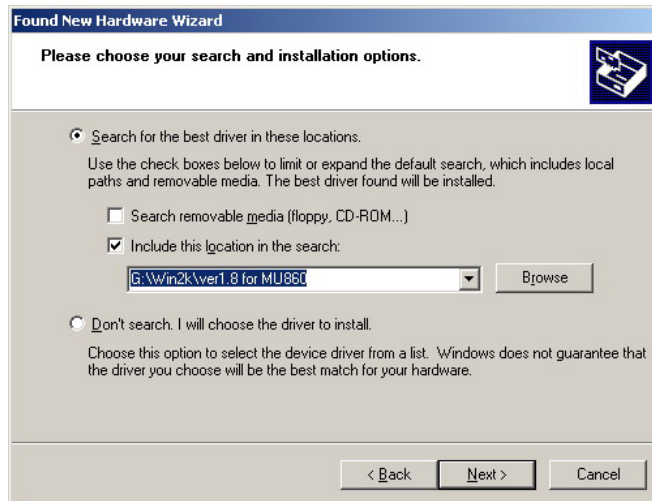 Found New Hardware Wizard
Please choose your search and installation options.
Search for the best driver in these locations.
Use the check boxes below to limit or expand the default search, which includes local
paths and removable media. The best driver found will be installed.
Search removable media (floppy, CD-ROM...)
Include this location in the search:
G:\Win2k\ver1.8 for MU860
Browse
Don't search. I will choose the driver to install.
Choose this option to select the device driver from a list. Windows does not guarantee that
the driver you choose will be the best match for your hardware.
< Back
Next >
Cancel